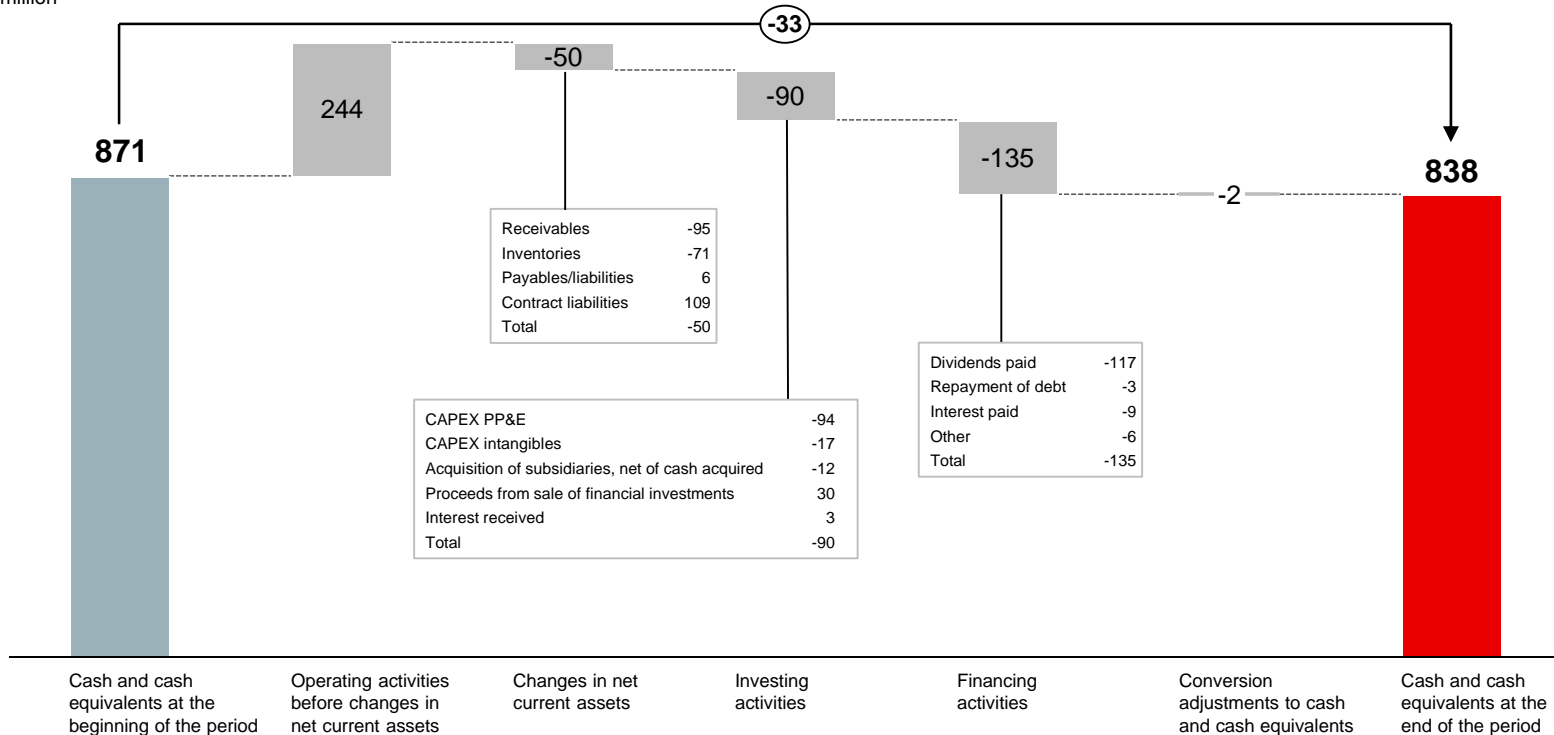 million
-33
871
244
-50
-90
-135
-2
838
Receivables -95
Inventories -71
Payables/liabilities 6
Contract liabilities 109
Total -50
CAPEX PP&E -94
CAPEX intangibles -17
Acquisition of subsidiaries, net of cash acquired -12
Proceeds from sale of financial investments 30
Interest received 3
Total -90
Dividends paid -117
Repayment of debt -3
Interest paid -9
Other -6
Total -135
Cash and cash
equivalents at the
beginning of the period
Operating activities
before changes in
net current assets
Changes in net
current assets
Investing
activities
Financing
activities
Conversion
adjustments to cash
and cash equivalents
Cash and cash
equivalents at the
end of the period